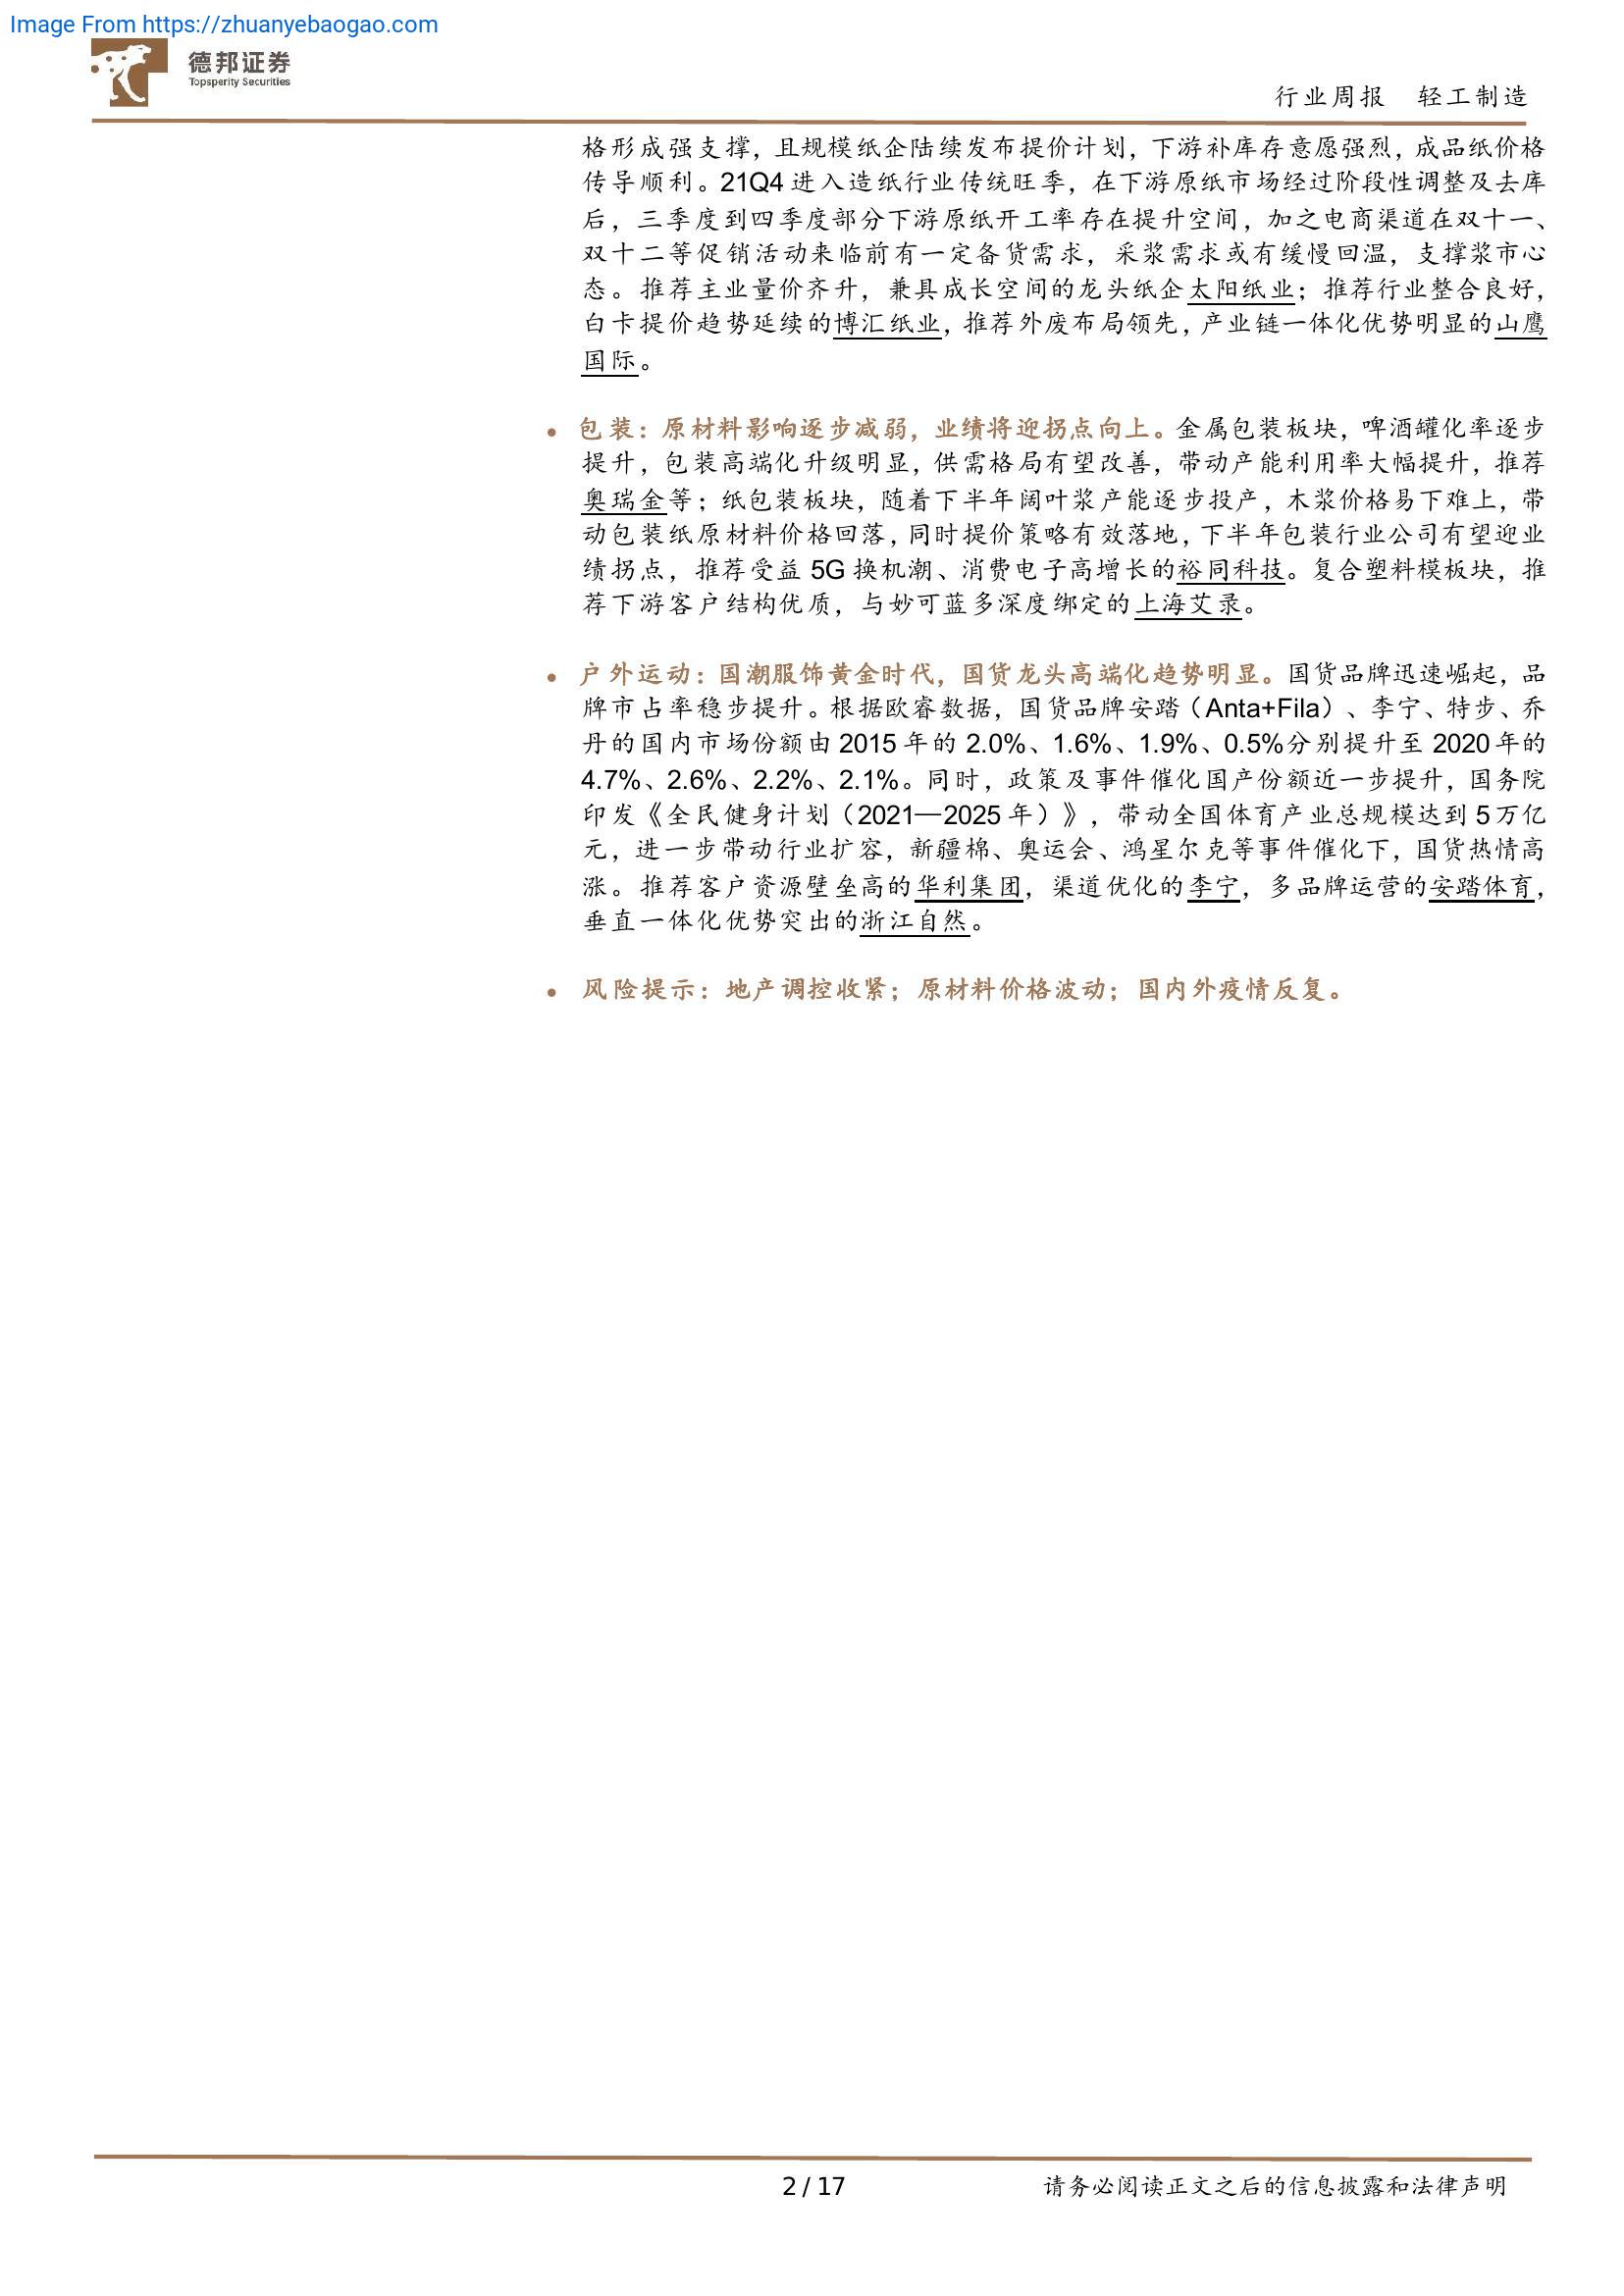 Image From https://zhuanyebaogao.com
德邦证券
Topsperity Securities
行业周报 轻工制造
格形成强支撑，且规模纸企陆续发布提价计划，下游补库存意愿强烈，成品纸价格
传导顺利。21Q4 进入造纸行业传统旺季，在下游原纸市场经过阶段性调整及去库
后，三季度到四季度部分下游原纸开工率存在提升空间，加之电商渠道在双十一、
双十二等促销活动来临前有一定备货需求，采浆需求或有缓慢回温，支撑浆市心
态。推荐主业量价齐升，兼具成长空间的龙头纸企太阳纸业；推荐行业整合良好，
白卡提价趋势延续的博汇纸业，推荐外废布局领先，产业链一体化优势明显的山鹰
国际。
● 包装：原材料影响逐步减弱，业绩将迎拐点向上。金属包装板块，啤酒罐化率逐步
提升，包装高端化升级明显，供需格局有望改善，带动产能利用率大幅提升，推荐
奥瑞金等；纸包装板块，随着下半年阔叶浆产能逐步投产，木浆价格易下难上，带
动包装纸原材料价格回落，同时提价策略有效落地，下半年包装行业公司有望迎业
绩拐点，推荐受益 5G 换机潮、消费电子高增长的裕同科技。复合塑料模板块，推
荐下游客户结构优质，与妙可蓝多深度绑定的上海艾录。
● 户外运动：国潮服饰黄金时代，国货龙头高端化趋势明显。国货品牌迅速崛起，品
牌市占率稳步提升。根据欧睿数据，国货品牌安踏（Anta+Fila）、李宁、特步、乔
丹的国内市场份额由 2015 年的 2.0%、1.6%、1.9%、0.5%分别提升至 2020 年的
4.7%、2.6%、2.2%、2.1%。同时，政策及事件催化国产份额近一步提升，国务院
印发《全民健身计划（2021—2025 年）》，带动全国体育产业总规模达到 5 万亿
元，进一步带动行业扩容，新疆棉、奥运会、鸿星尔克等事件催化下，国货热情高
涨。推荐客户资源壁垒高的华利集团，渠道优化的李宁，多品牌运营的安踏体育，
垂直一体化优势突出的浙江自然。
● 风险提示：地产调控收紧；原材料价格波动；国内外疫情反复。
2 / 17
请务必阅读正文之后的信息披露和法律声明